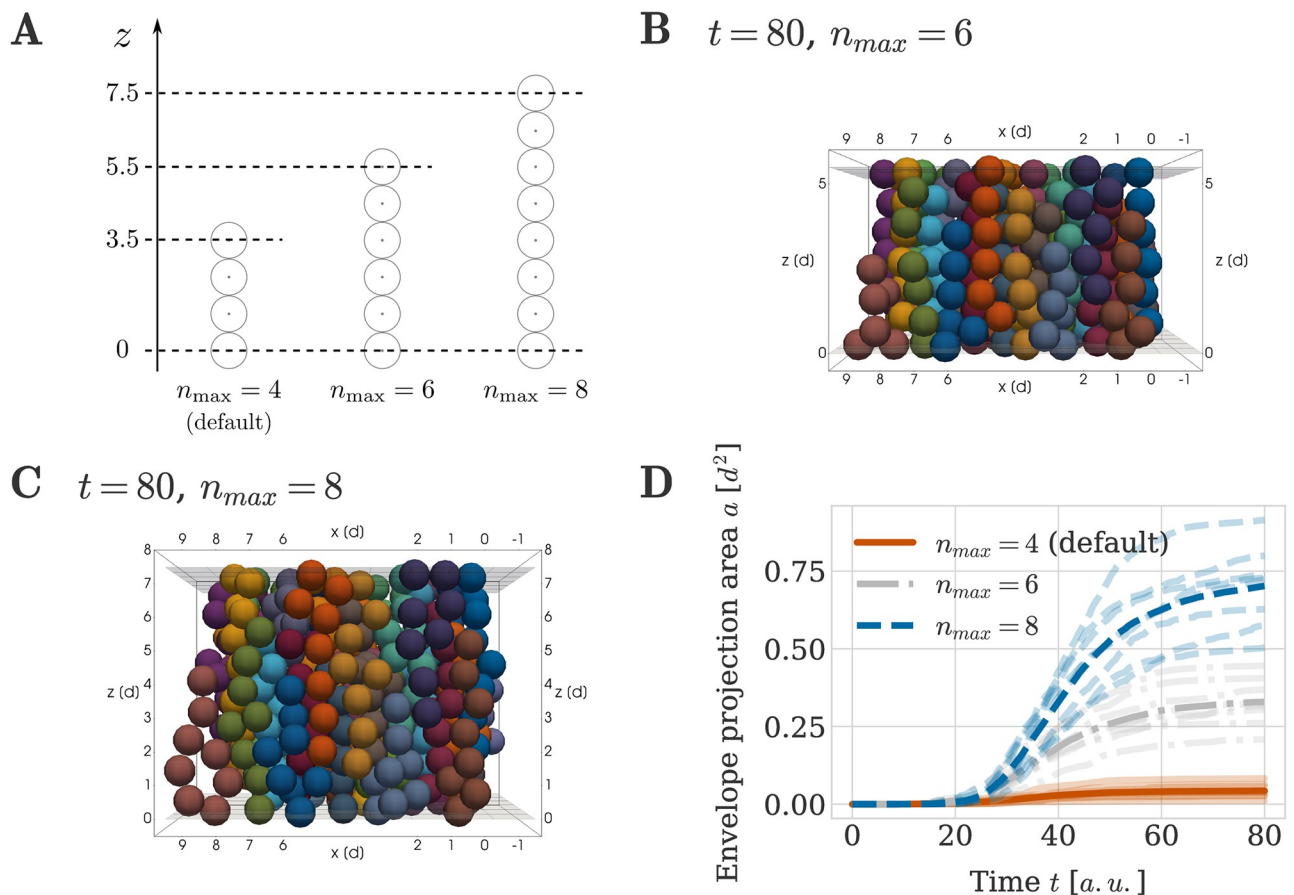 A
z
7.5
5.5
3.5
0
n_max = 4 n_max = 6 n_max = 8
(default)
B t = 80, n_max = 6
x (d)
9 8 7 6 2 1 0 -1
5 5
z (d) z (d)
0 0
9 8 7 6 2 1 0 -1
x (d)
C t = 80, n_max = 8
x (d)
9 8 7 6 2 1 0 -1
8 8
7 7
6 6
5 5
4 4
z (d) z (d)
3 3
2 2
1 1
0 0
9 8 7 6 2 1 0 -1
x (d)
D
Envelope projection area a [d²]
n_max = 4 (default)
n_max = 6
n_max = 8
0.75
0.50
0.25
0.00
0 20 40 60 80
Time t [a. u.]